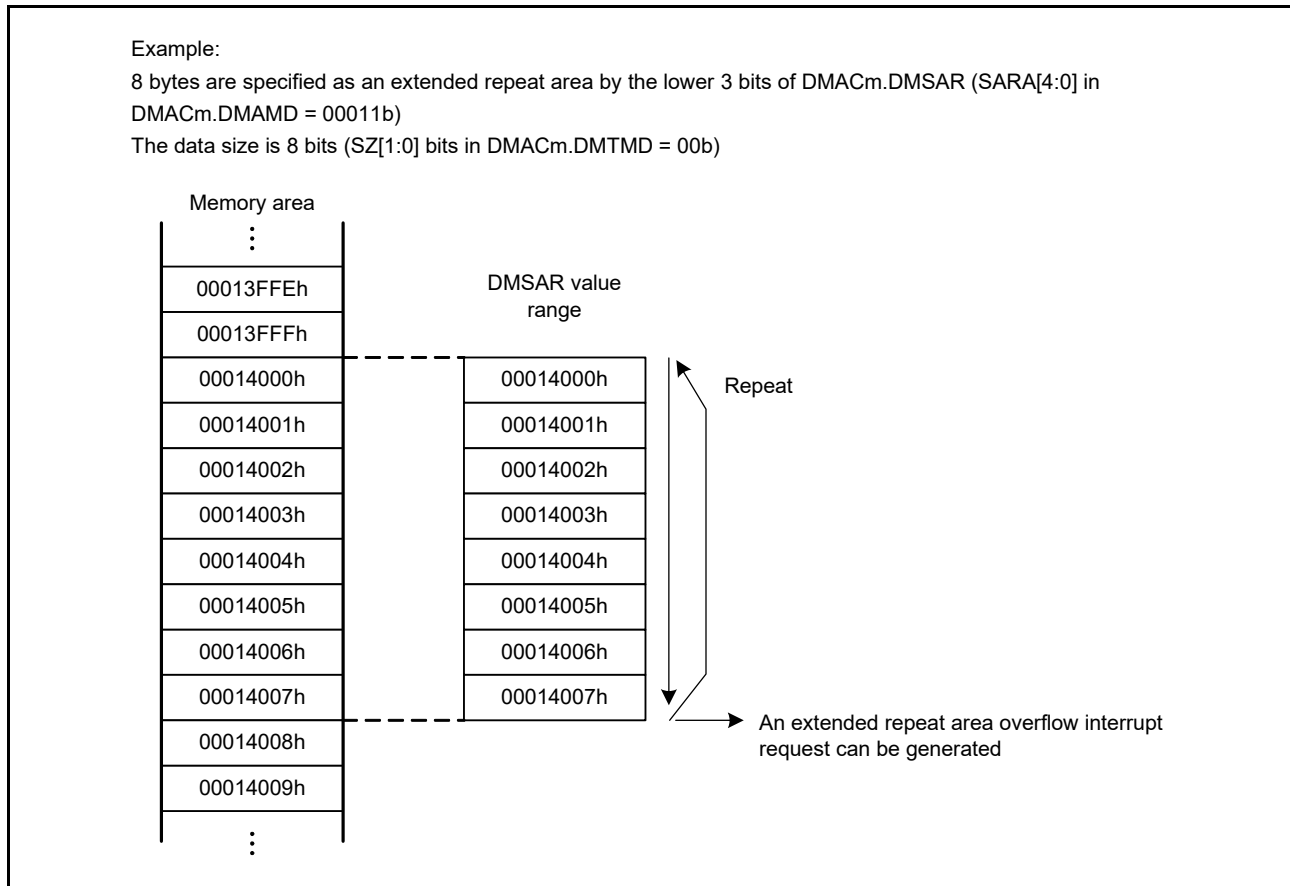 Example:
8 bytes are specified as an extended repeat area by the lower 3 bits of DMACm.DMSAR (SARA[4:0] in
DMACm.DMAMD = 00011b)
The data size is 8 bits (SZ[1:0] bits in DMACm.DMTMD = 00b)
Memory area
⋮
00013FFEh
00013FFFh
00014000h
00014001h
00014002h
00014003h
00014004h
00014005h
00014006h
00014007h
00014008h
00014009h
⋮
DMSAR value
range
00014000h
00014001h
00014002h
00014003h
00014004h
00014005h
00014006h
00014007h
Repeat
An extended repeat area overflow interrupt
request can be generated